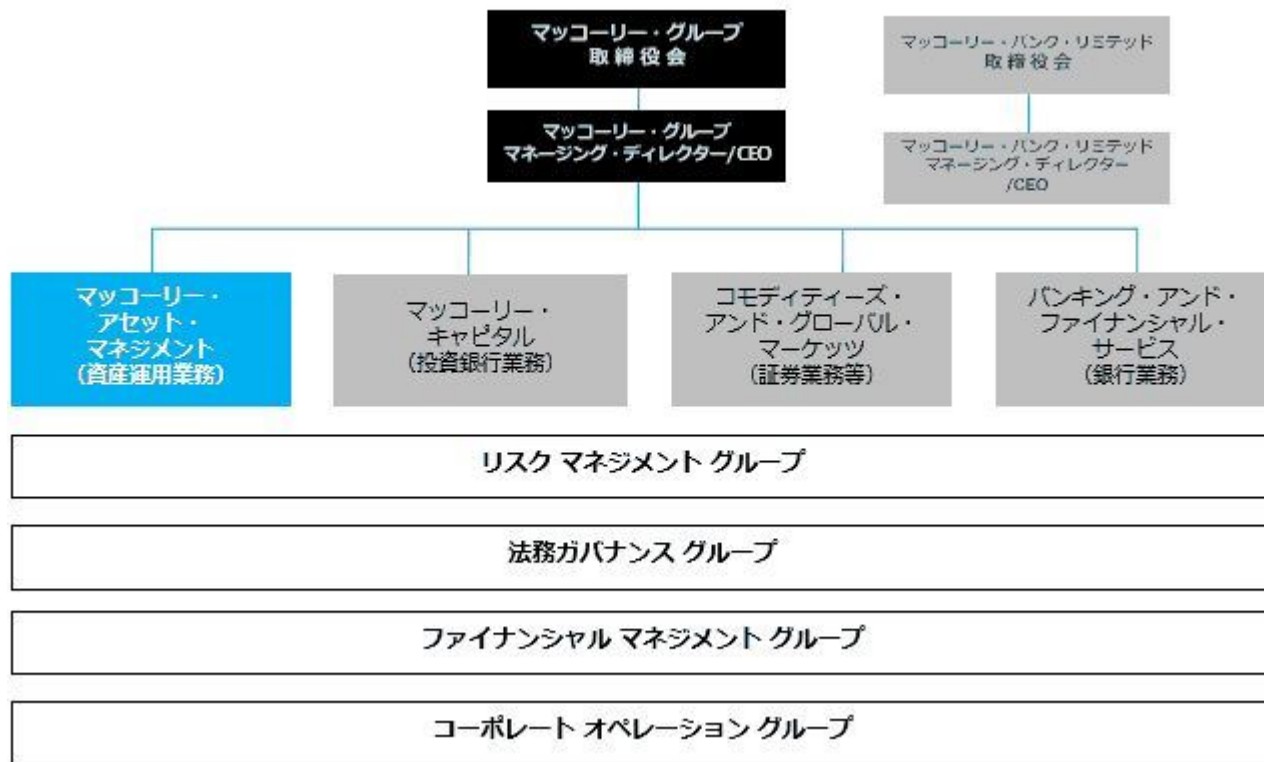 マッコーリー・グループ
取締役会
マッコーリー・バンク・リミテッド
取締役会
マッコーリー・グループ
マネージング・ディレクター/CEO
マッコーリー・バンク・リミテッド
マネージング・ディレクター
/CEO
マッコーリー・
アセット・
マネジメント
(資産運用業務)
マッコーリー・
キャピタル
(投資銀行業務)
コモディティーズ・
アンド・グローバル・
マーケッツ
(証券業務等)
バンキング・アンド・
ファイナンシャル・
サービス
(銀行業務)
リスク マネジメント グループ
法務ガバナンス グループ
ファイナンシャル マネジメント グループ
コーポレート オペレーション グループ